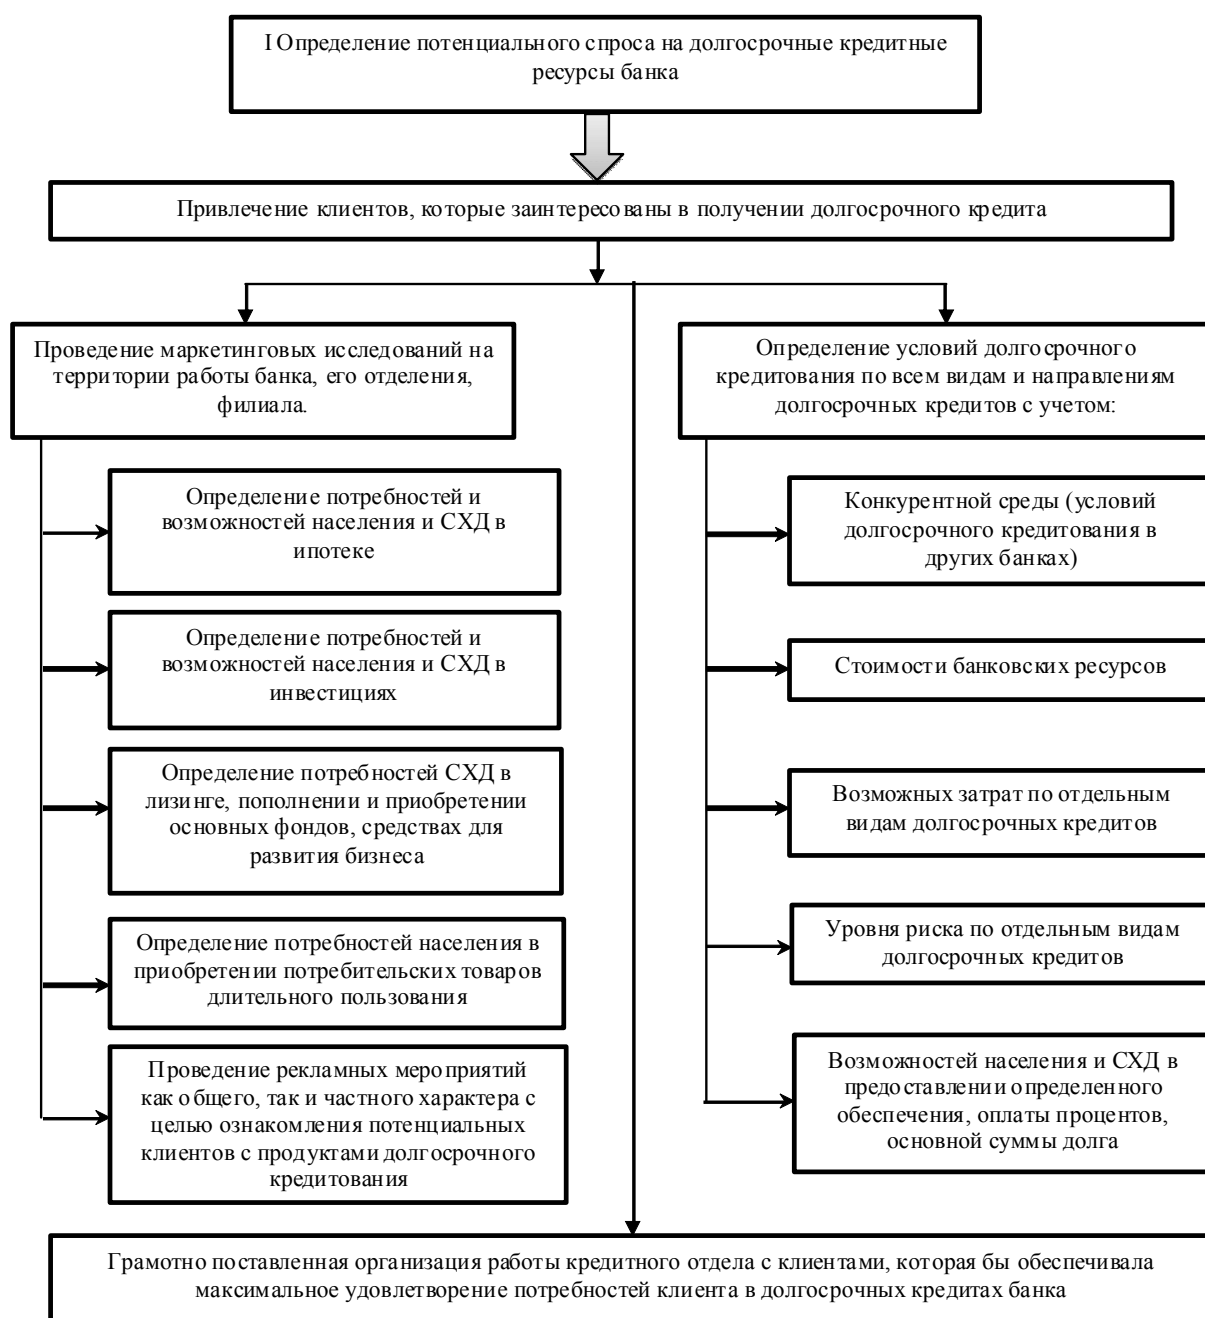 I Определение потенциального спроса на долгосрочные кредитные
ресурсы банка
Привлечение клиентов, которые заинтересованы в получении долгосрочного кредита
Проведение маркетинговых исследований на
территории работы банка, его отделения,
филиала.
Определение потребностей и
возможностей населения и СХД в
ипотеке
Определение потребностей и
возможностей населения и СХД в
инвестициях
Определение потребностей СХД в
лизинге, пополнении и приобретении
основных фондов, средствах для
развития бизнеса
Определение потребностей населения в
приобретении потребительских товаров
длительного пользования
Проведение рекламных мероприятий
как общего, так и частного характера с
целью ознакомления потенциальных
клиентов с продуктами долгосрочного
кредитования
Определение условий долгосрочного
кредитования по всем видам и направлениям
долгосрочных кредитов с учетом:
Конкурентной среды (условий
долгосрочного кредитования в
других банках)
Стоимости банковских ресурсов
Возможных затрат по отдельным
видам долгосрочных кредитов
Уровня риска по отдельным видам
долгосрочных кредитов
Возможностей населения и СХД в
предоставлении определенного
обеспечения, оплаты процентов,
основной суммы долга
Грамотно поставленная организация работы кредитного отдела с клиентами, которая бы обеспечивала
максимальное удовлетворение потребностей клиента в долгосрочных кредитах банка